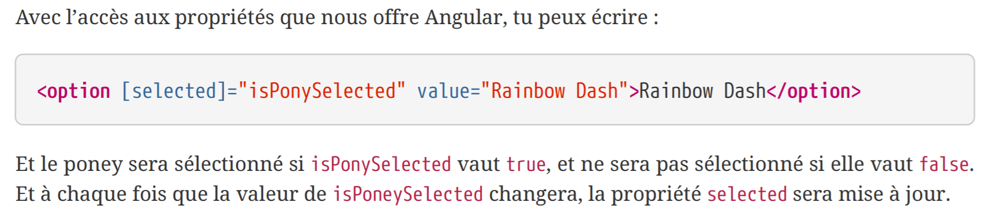 Avec l’accès aux propriétés que nous offre Angular, tu peux écrire :
<option [selected]="isPonySelected" value="Rainbow Dash">Rainbow Dash</option>
Et le poney sera sélectionné si isPonySelected vaut true, et ne sera pas sélectionné si elle vaut false.
Et à chaque fois que la valeur de isPoneySelected changera, la propriété selected sera mise à jour.